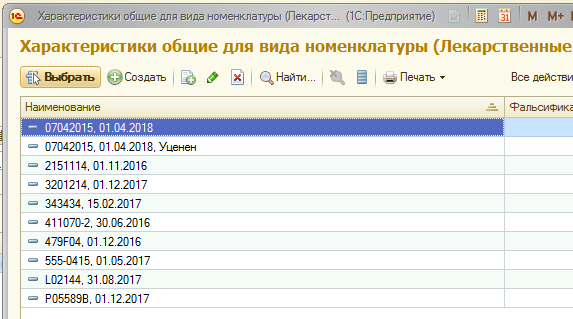 Характеристики общие для вида номенклатуры (Лекарст... (1С:Предприятие)
31 M M+
Характеристики общие для вида номенклатуры (Лекарственные
Выбрать Создать Найти... Печать Все действи
Наименование Фальсифика
07042015, 01.04.2018
07042015, 01.04.2018, Уценен
2151114, 01.11.2016
3201214, 01.12.2017
343434, 15.02.2017
411070-2, 30.06.2016
479F04, 01.12.2016
555-0415, 01.05.2017
L02144, 31.08.2017
P05589B, 01.12.2017